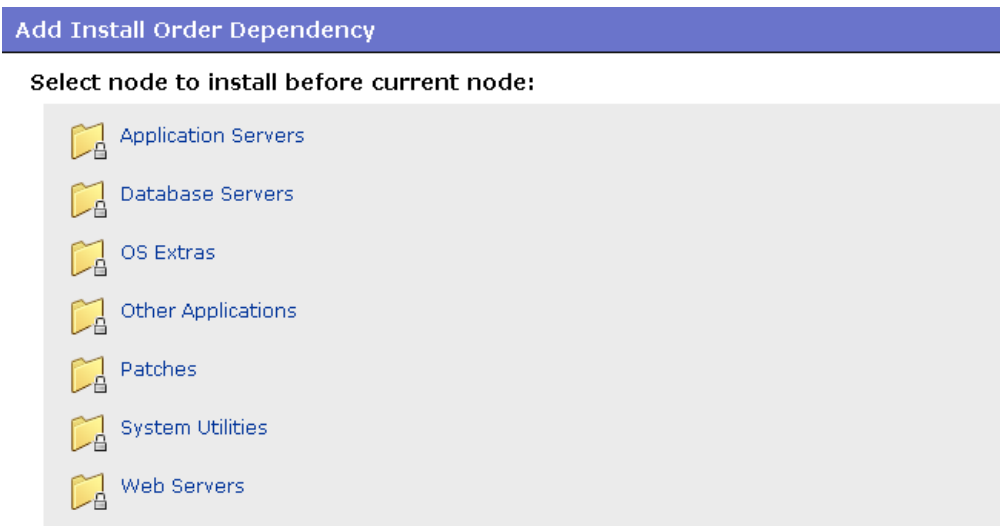 Add Install Order Dependency
Select node to install before current node:
Application Servers
Database Servers
OS Extras
Other Applications
Patches
System Utilities
Web Servers